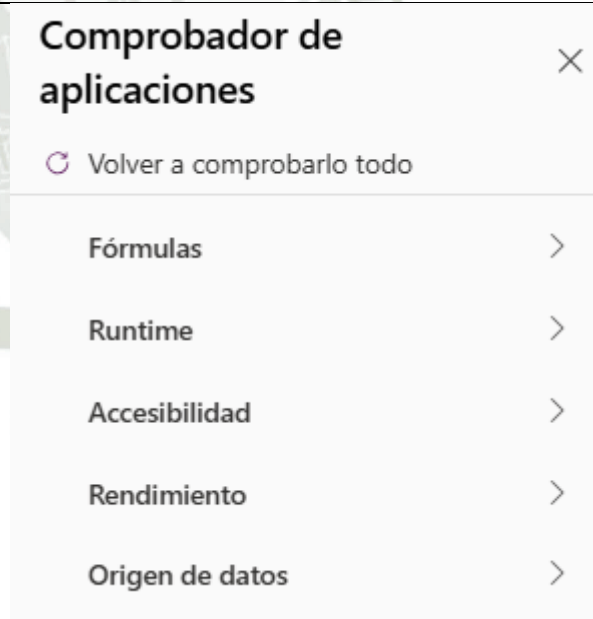 Comprobador de
aplicaciones
Volver a comprobarlo todo
Fórmulas
Runtime
Accesibilidad
Rendimiento
Origen de datos